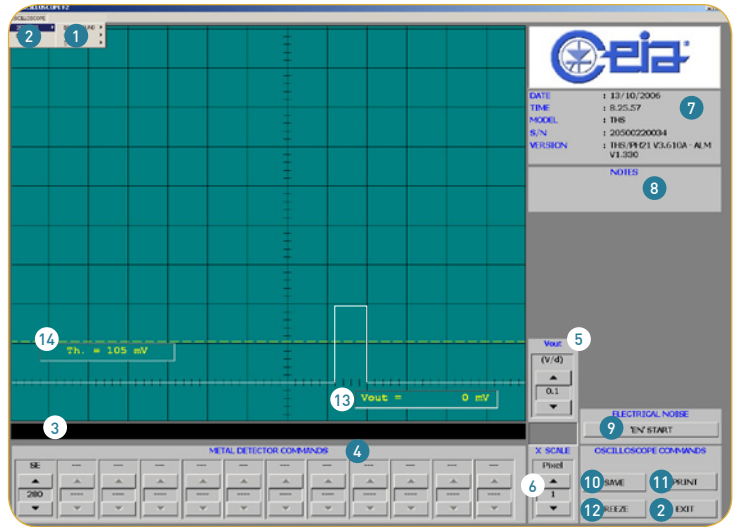 OSCILLOSCOPE
2
1
CEIA
DATE : 13/10/2006
TIME : 8.25.57
MODEL : THS
S/N : 20500220034
VERSION : THS/PH21 V3.610A - ALM
V1.330
7
NOTES
8
14
Th. = 105 mV
Vout 5
(V/d)
0.1
13 Vout = 0 mV
3
ELECTRICAL NOISE
9 'EN' START
METAL DETECTOR COMMANDS 4
SE --- --- --- --- --- --- --- --- ---
280 ---- ---- ---- ---- ---- ---- ---- ---- ----
X SCALE
Pixel
6 1
OSCILLOSCOPE COMMANDS
10 SAVE 11 PRINT
12 REEZE 2 EXIT